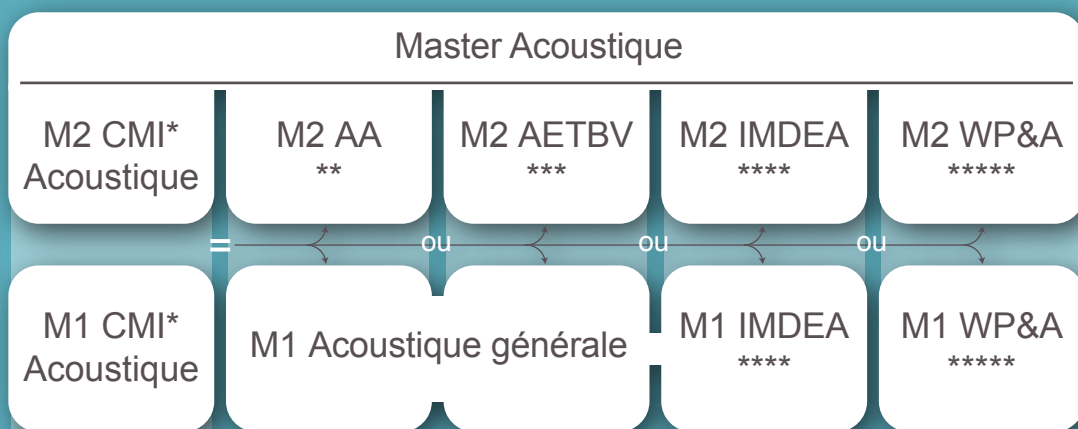 Master Acoustique
M2 CMI*
Acoustique
M2 AA
**
M2 AETBV
***
M2 IMDEA
****
M2 WP&A
*****
= ou ou ou
M1 CMI*
Acoustique
M1 Acoustique générale
M1 IMDEA
****
M1 WP&A
*****